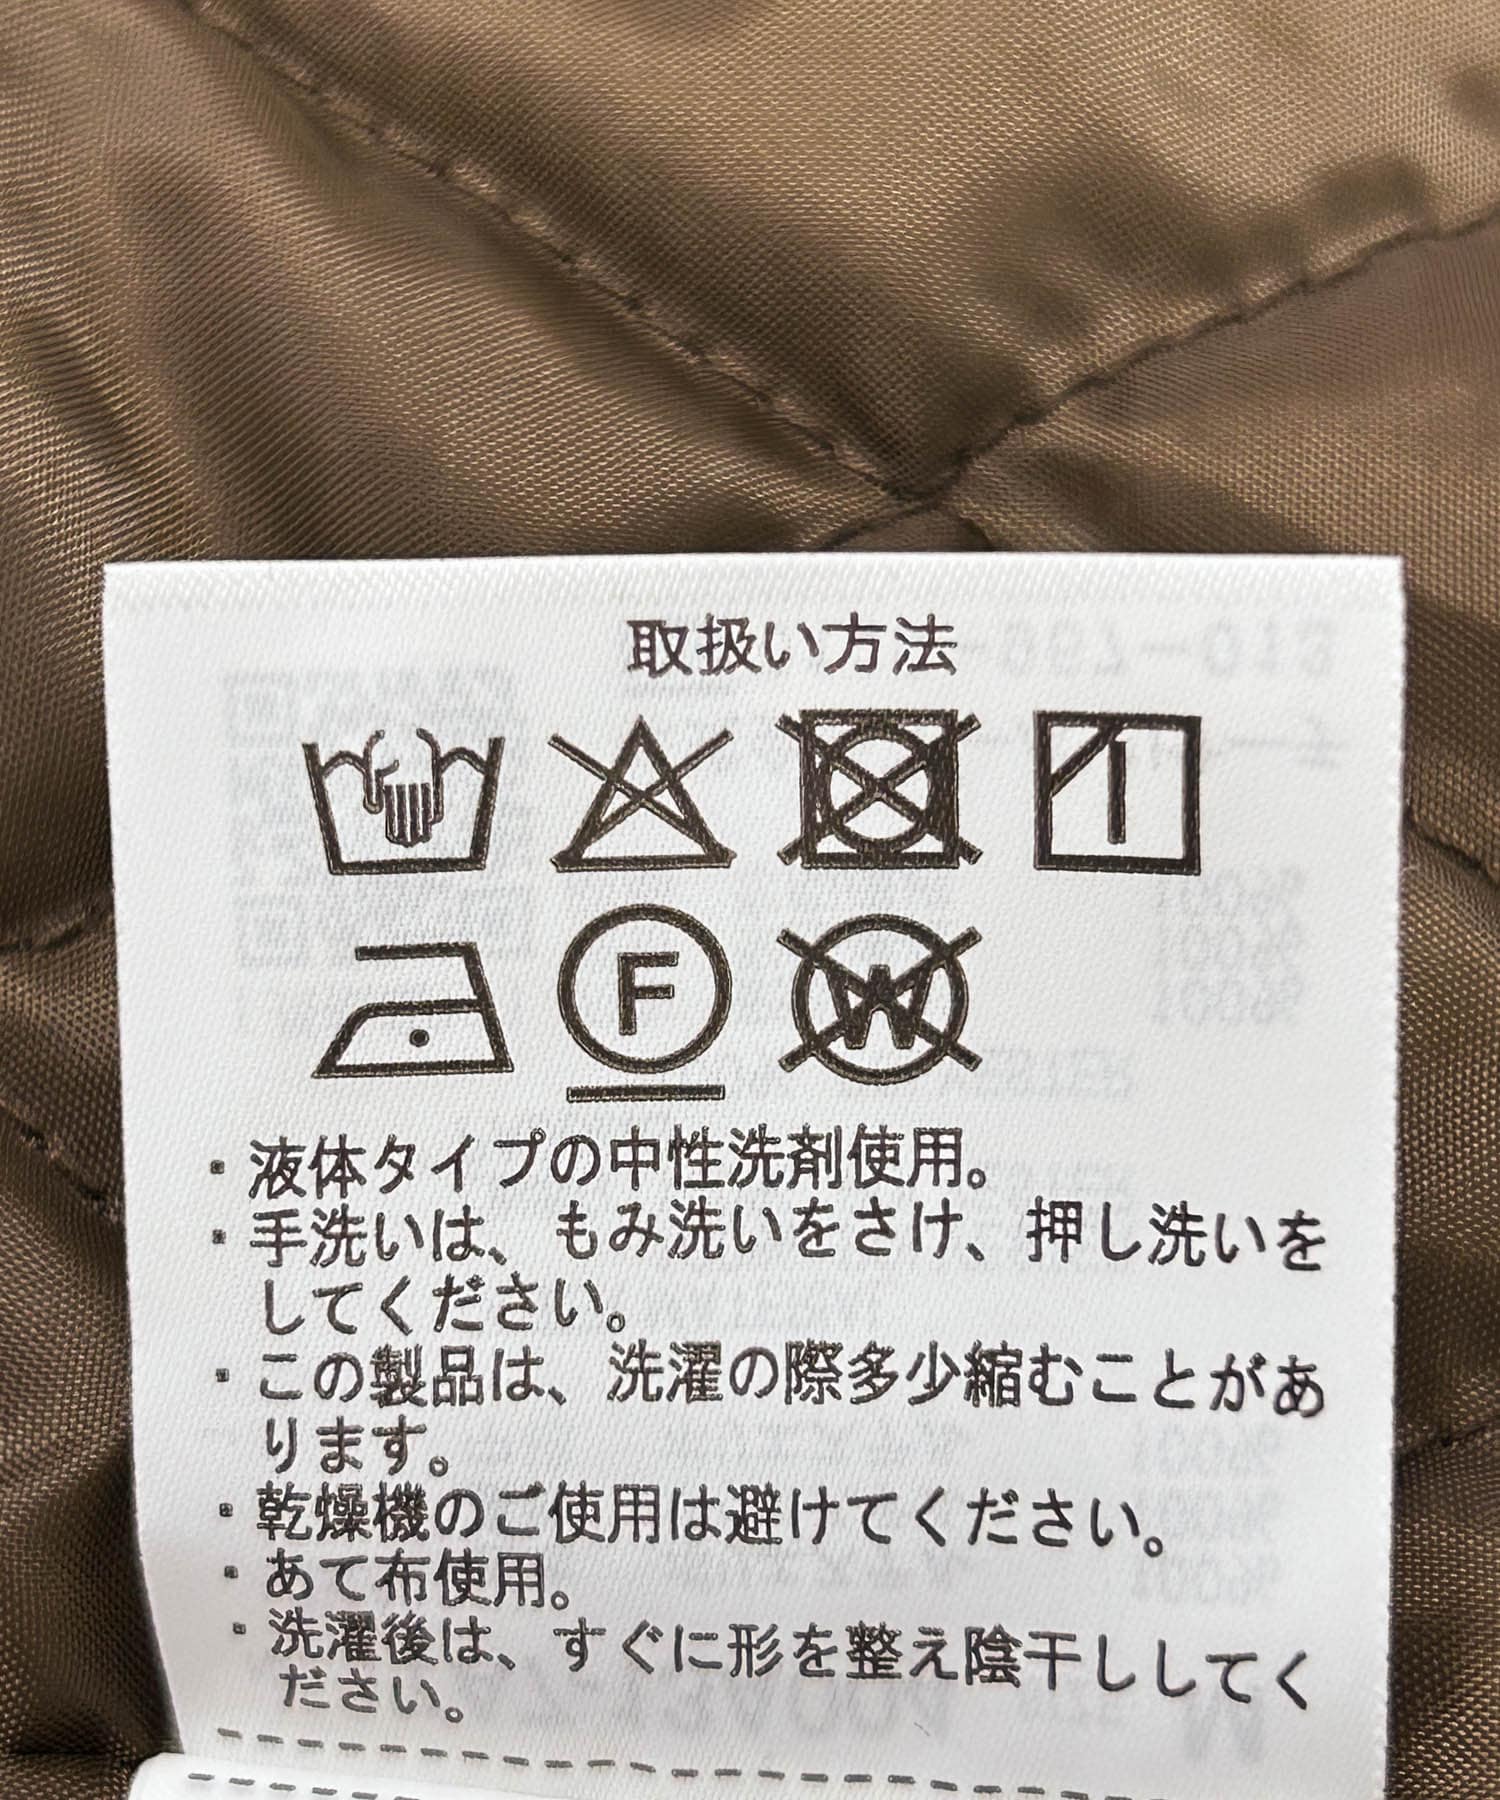 取扱い方法
F
W
・液体タイプの中性洗剤使用。
・手洗いは、もみ洗いをさけ、押し洗いを
してください。
・この製品は、洗濯の際多少縮むことがあ
ります。
・乾燥機のご使用は避けてください。
・あて布使用。
・洗濯後は、すぐに形を整え陰干ししてく
ださい。